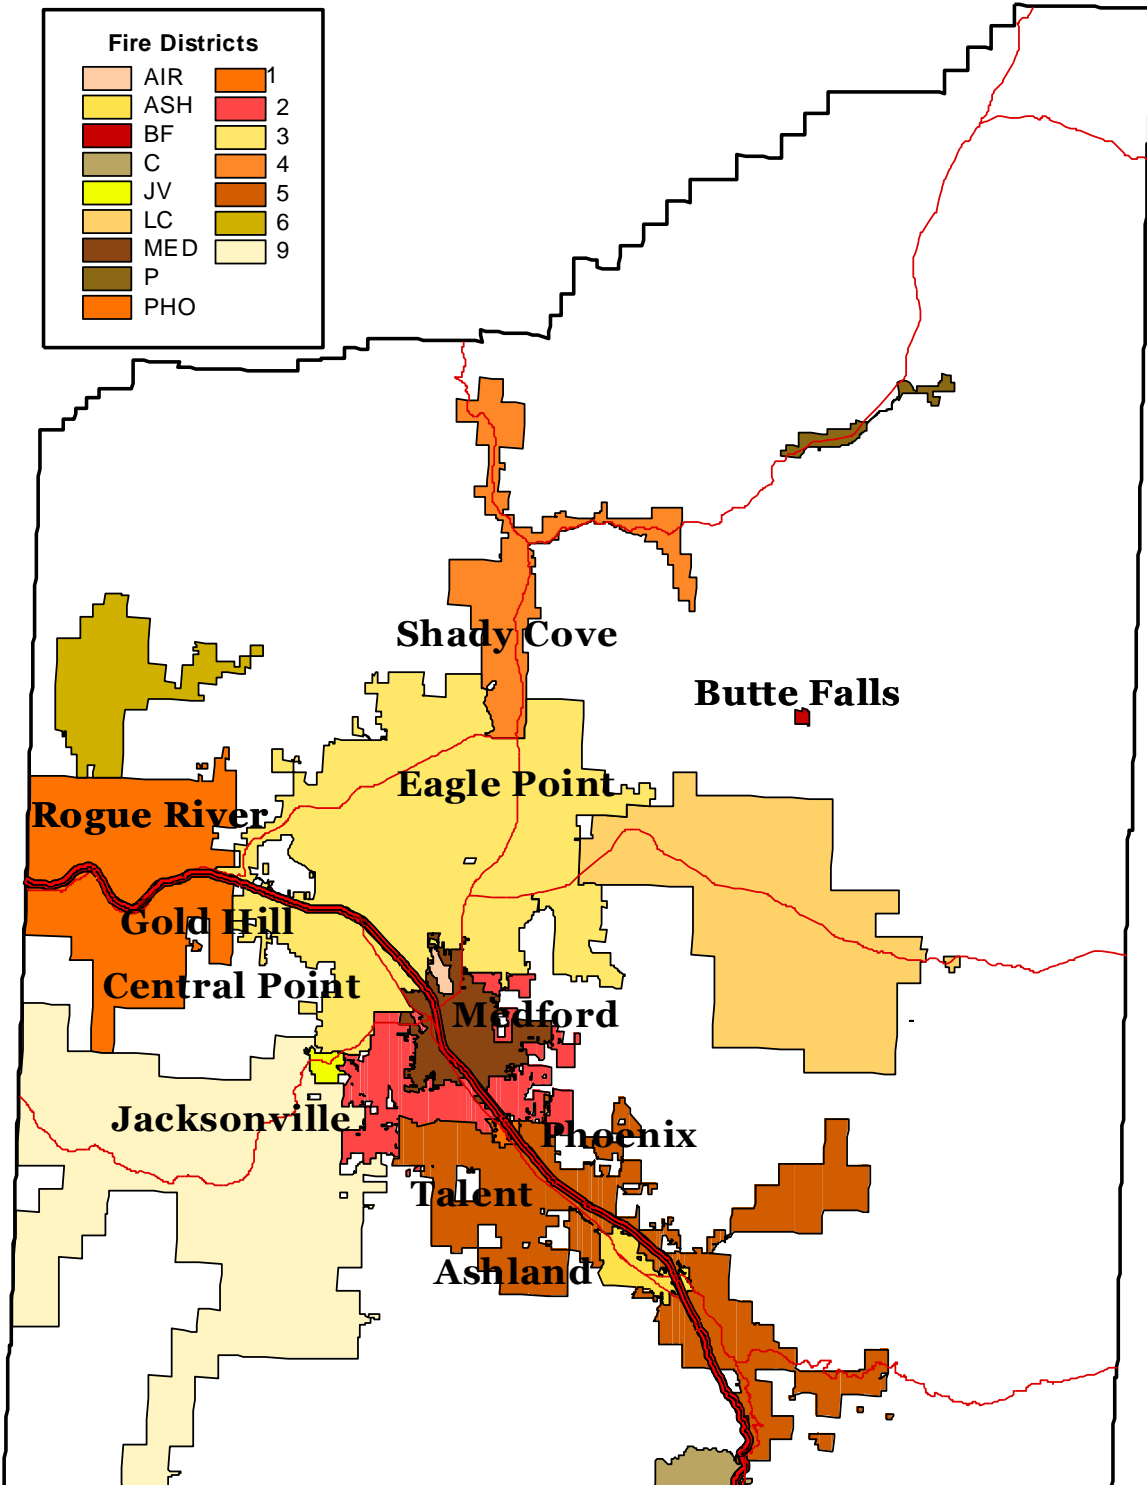 Fire Districts
AIR
ASH
BF
C
JV
LC
MED
P
PHO
1
2
3
4
5
6
9
Shady Cove
Butte Falls
Eagle Point
Rogue River
Gold Hill
Central Point
Medford
Jacksonville
Phoenix
Talent
Ashland